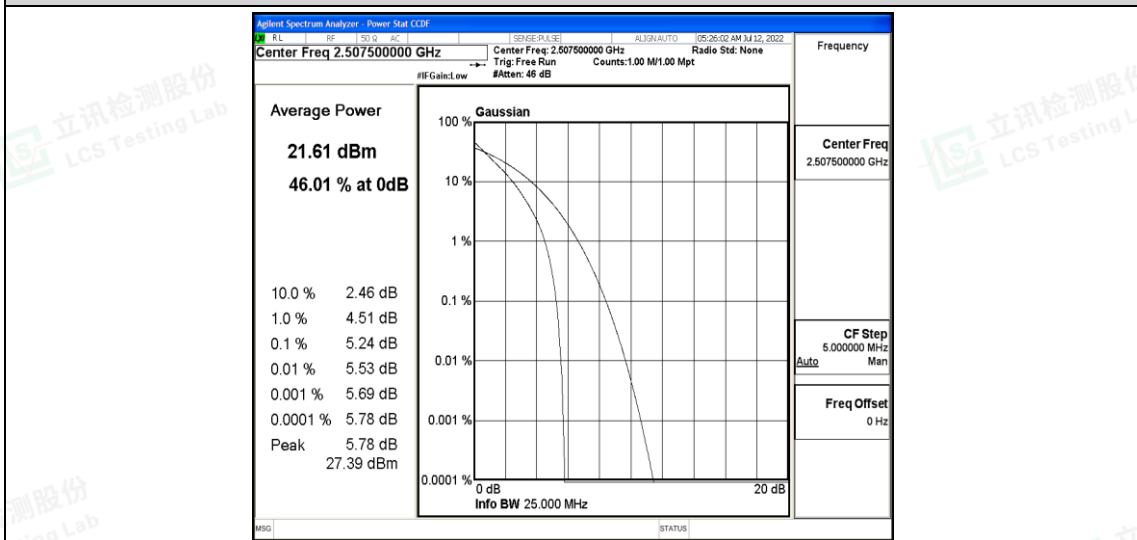 Agilent Spectrum Analyzer - Power Stat CCDF
RL RF 50 Ω AC SENSE:PULSE ALIGNAUTO 05:26:02 AM Jul 12, 2022
Center Freq 2.507500000 GHz
Center Freq: 2.507500000 GHz Radio Std: None
Trig: Free Run Counts:1.00 M/1.00 Mpt
#IFGain:Low #Atten: 46 dB
Frequency
Average Power
21.61 dBm
46.01 % at 0dB
10.0 % 2.46 dB
1.0 % 4.51 dB
0.1 % 5.24 dB
0.01 % 5.53 dB
0.001 % 5.69 dB
0.0001 % 5.78 dB
Peak 5.78 dB
27.39 dBm
Gaussian
100 %
10 %
1 %
0.1 %
0.01 %
0.001 %
0.0001 %
0 dB 20 dB
Info BW 25.000 MHz
Center Freq
2.507500000 GHz
CF Step
5.000000 MHz
Auto Man
Freq Offset
0 Hz
MSG STATUS
立讯检测股份
LCS Testing Lab
立讯检测股份
LCS Testing L
测股份
ing Lab